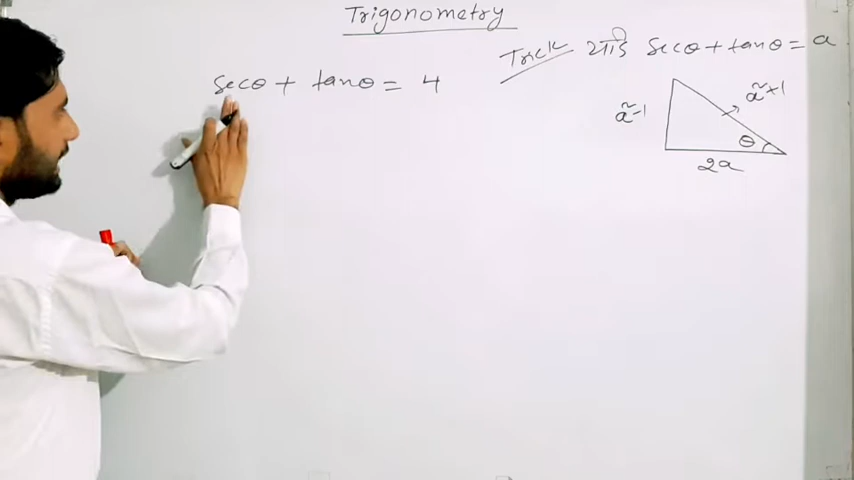 Trigonometry
Trick यदि secθ + tanθ = a
secθ + tanθ = 4
a²-1
a²+1
θ
2a